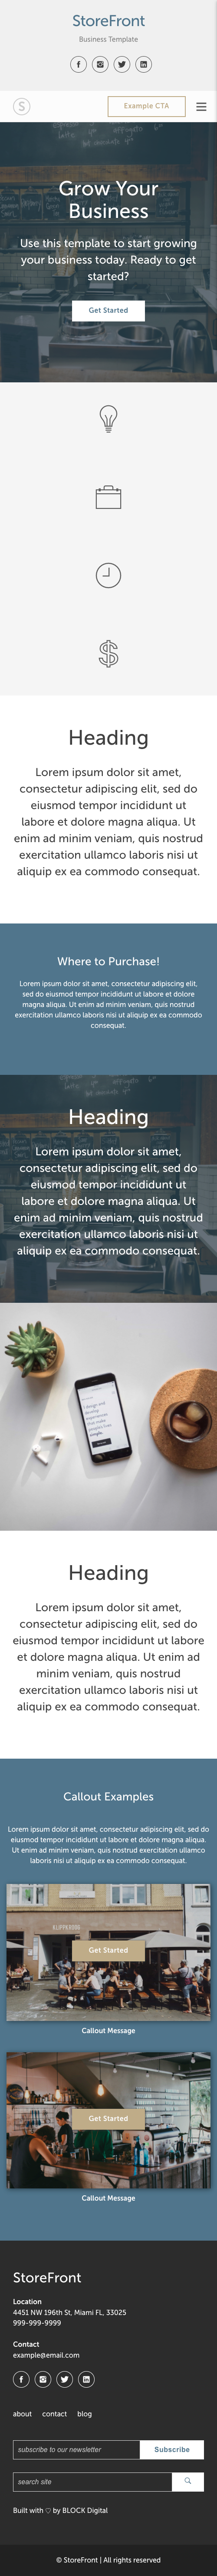 StoreFront
Business Template
S
Example CTA
Grow Your
Business
Use this template to start growing
your business today. Ready to get
started?
Get Started
Heading
Lorem ipsum dolor sit amet,
consectetur adipiscing elit, sed do
eiusmod tempor incididunt ut
labore et dolore magna aliqua. Ut
enim ad minim veniam, quis nostrud
exercitation ullamco laboris nisi ut
aliquip ex ea commodo consequat.
Where to Purchase!
Lorem ipsum dolor sit amet, consectetur adipiscing elit,
sed do eiusmod tempor incididunt ut labore et dolore
magna aliqua. Ut enim ad minim veniam, quis nostrud
exercitation ullamco laboris nisi ut aliquip ex ea commodo
consequat.
Heading
Lorem ipsum dolor sit amet,
consectetur adipiscing elit, sed do
eiusmod tempor incididunt ut
labore et dolore magna aliqua. Ut
enim ad minim veniam, quis nostrud
exercitation ullamco laboris nisi ut
aliquip ex ea commodo consequat.
design and
experiences
that make
people's lives
simple.
Heading
Lorem ipsum dolor sit amet,
consectetur adipiscing elit, sed do
eiusmod tempor incididunt ut labore
et dolore magna aliqua. Ut enim ad
minim veniam, quis nostrud
exercitation ullamco laboris nisi ut
aliquip ex ea commodo consequat.
Callout Examples
Lorem ipsum dolor sit amet, consectetur adipiscing elit, sed do
eiusmod tempor incididunt ut labore et dolore magna aliqua.
Ut enim ad minim veniam, quis nostrud exercitation ullamco
laboris nisi ut aliquip ex ea commodo consequat.
Get Started
Callout Message
Get Started
Callout Message
StoreFront
Location
4451 NW 196th St, Miami FL, 33025
999-999-9999
Contact
example@email.com
about contact blog
subscribe to our newsletter Subscribe
search site
Built with ♡ by BLOCK Digital
© StoreFront | All rights reserved